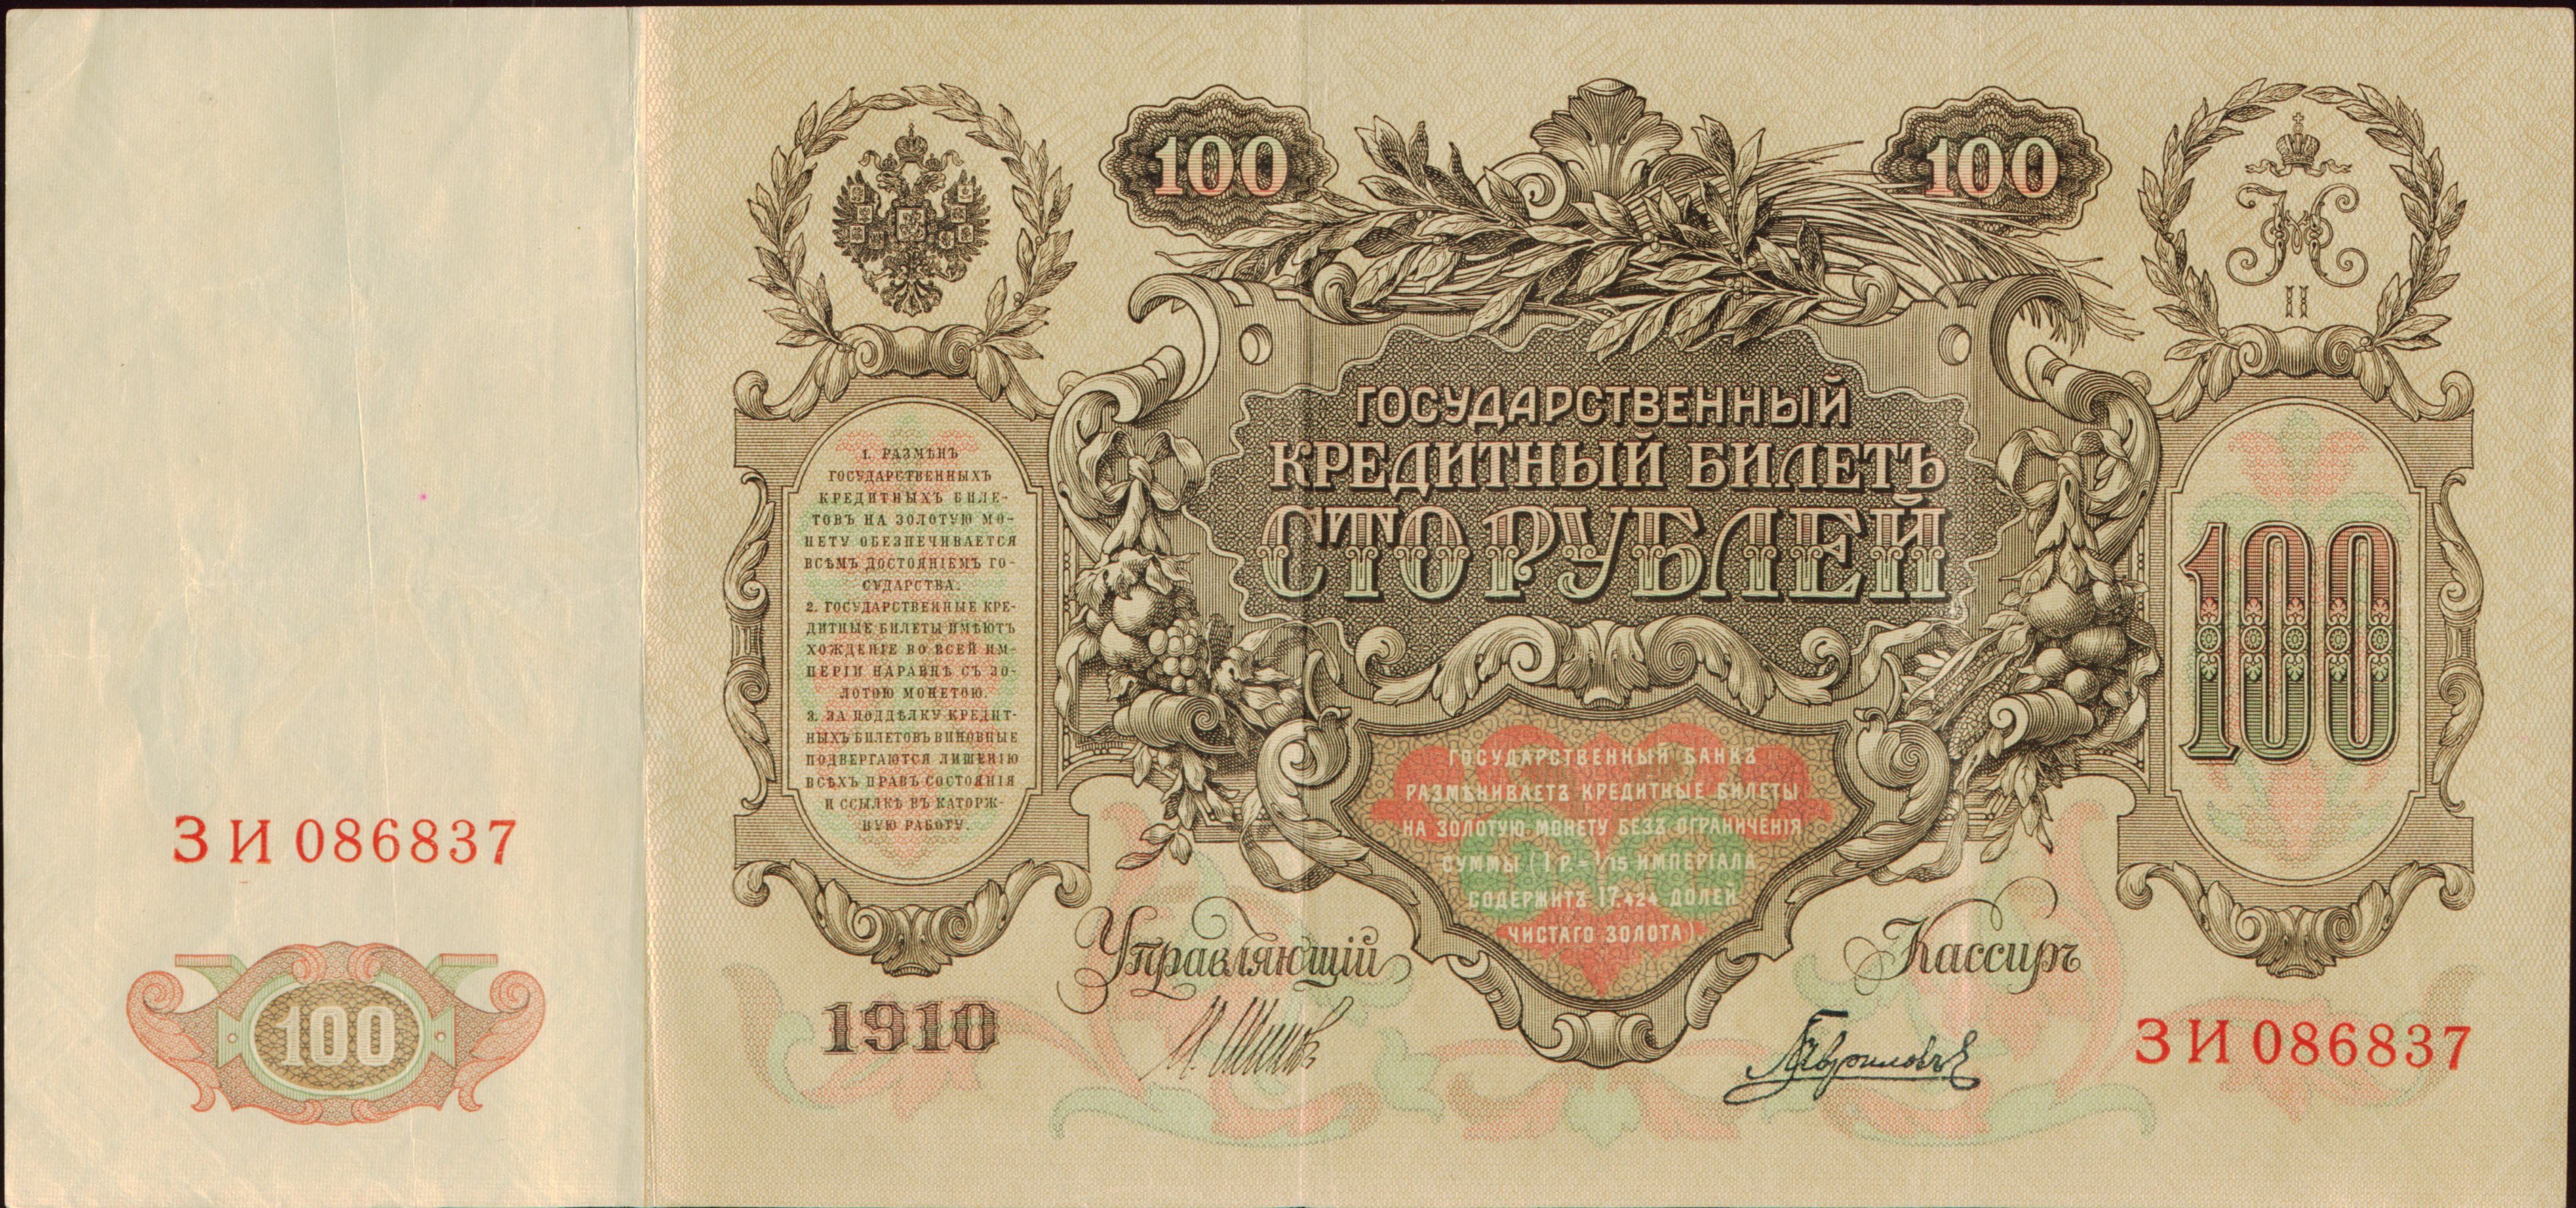 100
100
II
ГОСУДАРСТВЕННЫЙ
КРЕДИТНЫЙ БИЛЕТЪ
СТО РУБЛЕЙ
1. РАЗМѢНЪ
ГОСУДАРСТВЕННЫХЪ
КРЕДИТНЫХЪ БИЛЕ-
ТОВЪ НА ЗОЛОТУЮ МО-
НЕТУ ОБЕЗПЕЧИВАЕТСЯ
ВСѢМЪ ДОСТОЯНІЕМЪ ГО-
СУДАРСТВА.
2. ГОСУДАРСТВЕННЫЕ КРЕ-
ДИТНЫЕ БИЛЕТЫ ИМѢЮТЪ
ХОЖДЕНІЕ ВО ВСЕЙ ИМ-
ПЕРІИ НАРАВНѢ СЪ ЗО-
ЛОТОЮ МОНЕТОЮ.
3. ЗА ПОДДѢЛКУ КРЕДИТ-
НЫХЪ БИЛЕТОВЪ ВИНОВНЫЕ
ПОДВЕРГАЮТСЯ ЛИШЕНІЮ
ВСѢХЪ ПРАВЪ СОСТОЯНІЯ
И ССЫЛКѢ ВЪ КАТОРЖ-
НУЮ РАБОТУ.
100
ГОСУДАРСТВЕННЫЙ БАНКЪ
РАЗМѢНИВАЕТЪ КРЕДИТНЫЕ БИЛЕТЫ
НА ЗОЛОТУЮ МОНЕТУ БЕЗЪ ОГРАНИЧЕНІЯ
СУММЫ (1 Р.= 1/15 ИМПЕРІАЛА
СОДЕРЖИТЪ 17,424 ДОЛЕЙ
ЧИСТАГО ЗОЛОТА)
Управляющій
Кассиръ
1910
И. Шиповъ
ЗИ 086837
ЗИ 086837
100